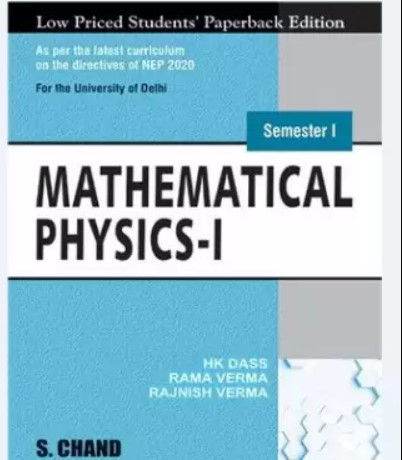 Low Priced Students' Paperback Edition
As per the latest curriculum
on the directives of NEP 2020
For the University of Delhi
Semester I
MATHEMATICAL
PHYSICS-I
HK DASS
RAMA VERMA
RAJNISH VERMA
S. CHAND